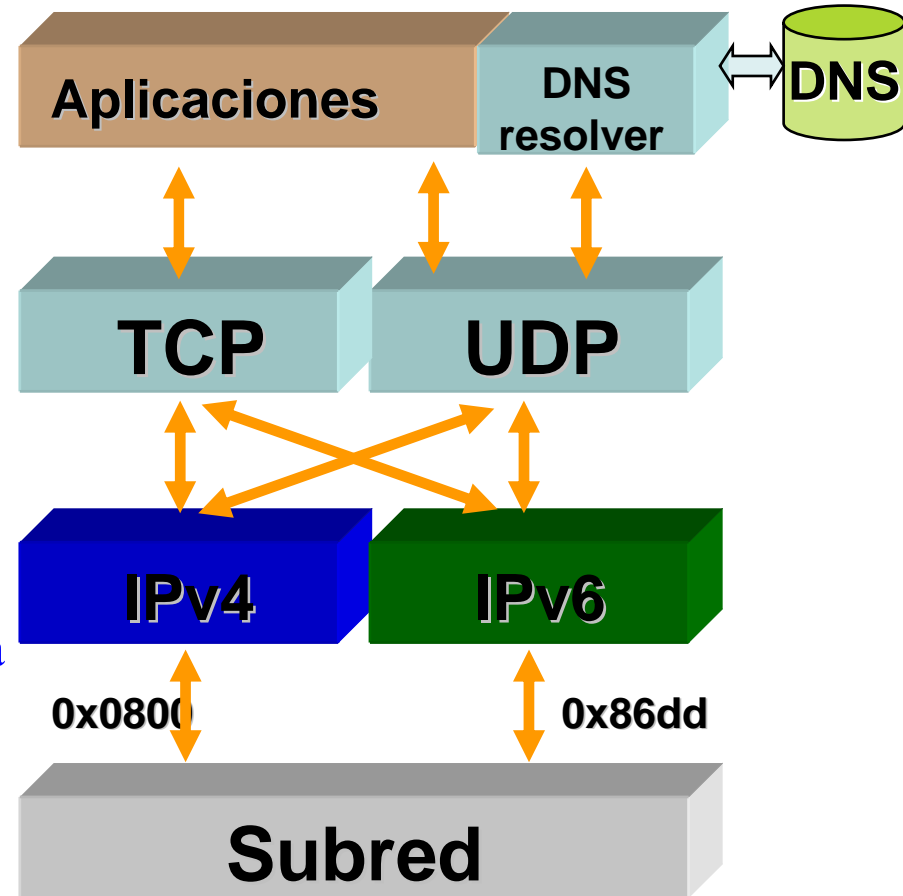 Aplicaciones
DNS
resolver
DNS
TCP
UDP
IPv4
IPv6
0x0800
0x86dd
Subred